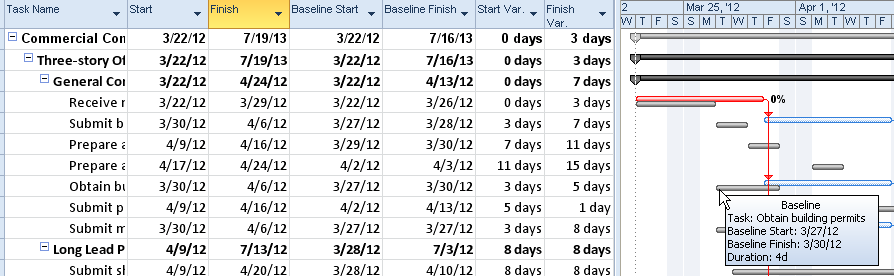 Task Name Start Finish Baseline Start Baseline Finish Start Var. Finish Var.
2 Mar 25, '12 Apr 1, '12
W T F S S M T W T F S S M T W T F
Commercial Con 3/22/12 7/19/13 3/22/12 7/16/13 0 days 3 days
Three-story Of 3/22/12 7/19/13 3/22/12 7/16/13 0 days 3 days
General Con 3/22/12 4/24/12 3/22/12 4/13/12 0 days 7 days
Receive n 3/22/12 3/29/12 3/22/12 3/26/12 0 days 3 days
0%
Submit b 3/30/12 4/6/12 3/27/12 3/28/12 3 days 7 days
Prepare a 4/9/12 4/16/12 3/29/12 3/30/12 7 days 11 days
Prepare a 4/17/12 4/24/12 4/2/12 4/3/12 11 days 15 days
Obtain bu 3/30/12 4/6/12 3/27/12 3/30/12 3 days 5 days
Submit p 4/9/12 4/16/12 4/2/12 4/13/12 5 days 1 day
Submit m 3/30/12 4/6/12 3/27/12 3/27/12 3 days 8 days
Long Lead P 4/9/12 7/13/12 3/28/12 7/3/12 8 days 8 days
Submit sh 4/9/12 4/20/12 3/28/12 4/10/12 8 days 8 days
Baseline
Task: Obtain building permits
Baseline Start: 3/27/12
Baseline Finish: 3/30/12
Duration: 4d